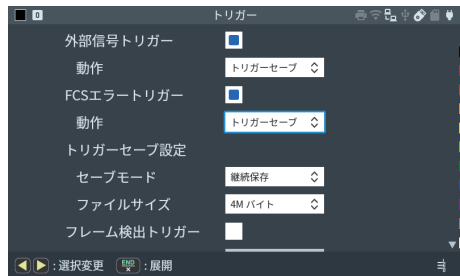 0 トリガー
外部信号トリガー
動作 トリガーセーブ
FCSエラートリガー
動作 トリガーセーブ
トリガーセーブ設定
セーブモード 継続保存
ファイルサイズ 4M バイト
フレーム検出トリガー
:選択変更 END × :展開